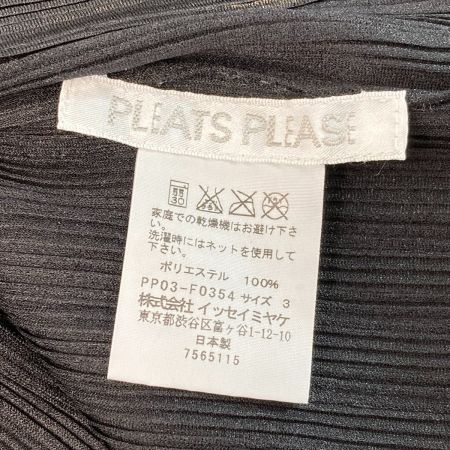 PLEATS PLEASE
30
家庭での乾燥機はお避け下さ
い。
洗濯時にはネットを使用して
下さい。
ポリエステル 100%
PP03-F0354 サイズ 3
株式会社 イッセイミヤケ
東京都渋谷区富ヶ谷1-12-10
日本製
7565115